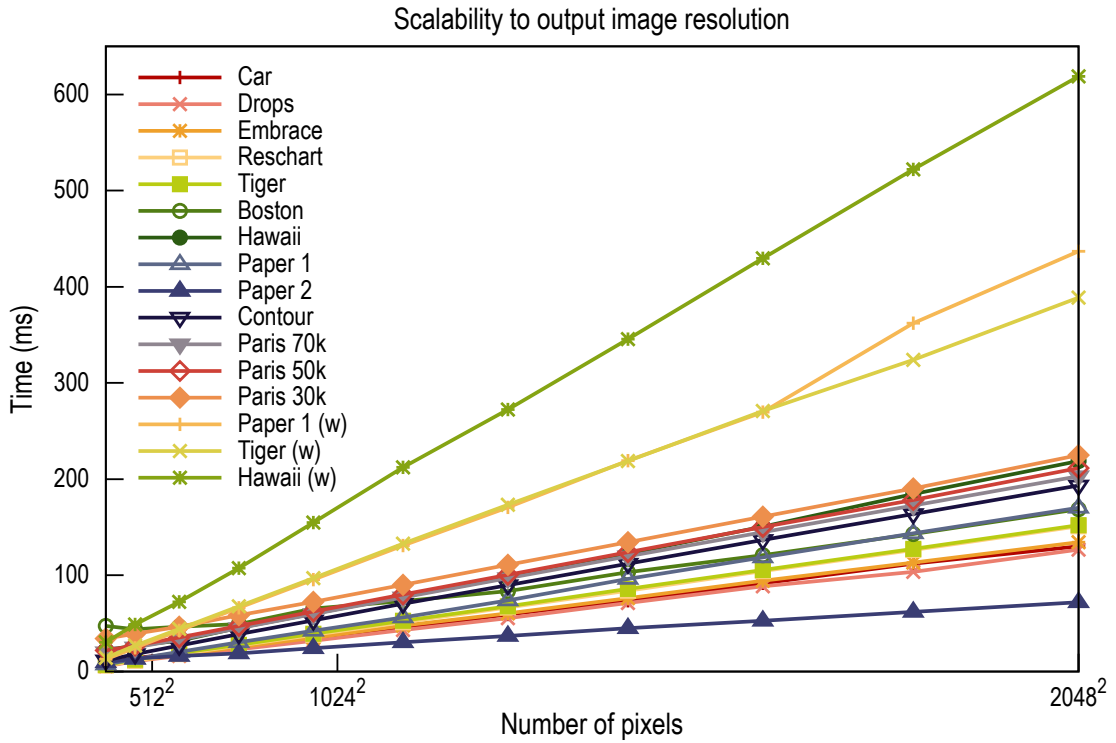 Scalability to output image resolution
Time (ms)
600
500
400
300
200
100
0
Car
Drops
Embrace
Reschart
Tiger
Boston
Hawaii
Paper 1
Paper 2
Contour
Paris 70k
Paris 50k
Paris 30k
Paper 1 (w)
Tiger (w)
Hawaii (w)
512² 1024² 2048²
Number of pixels